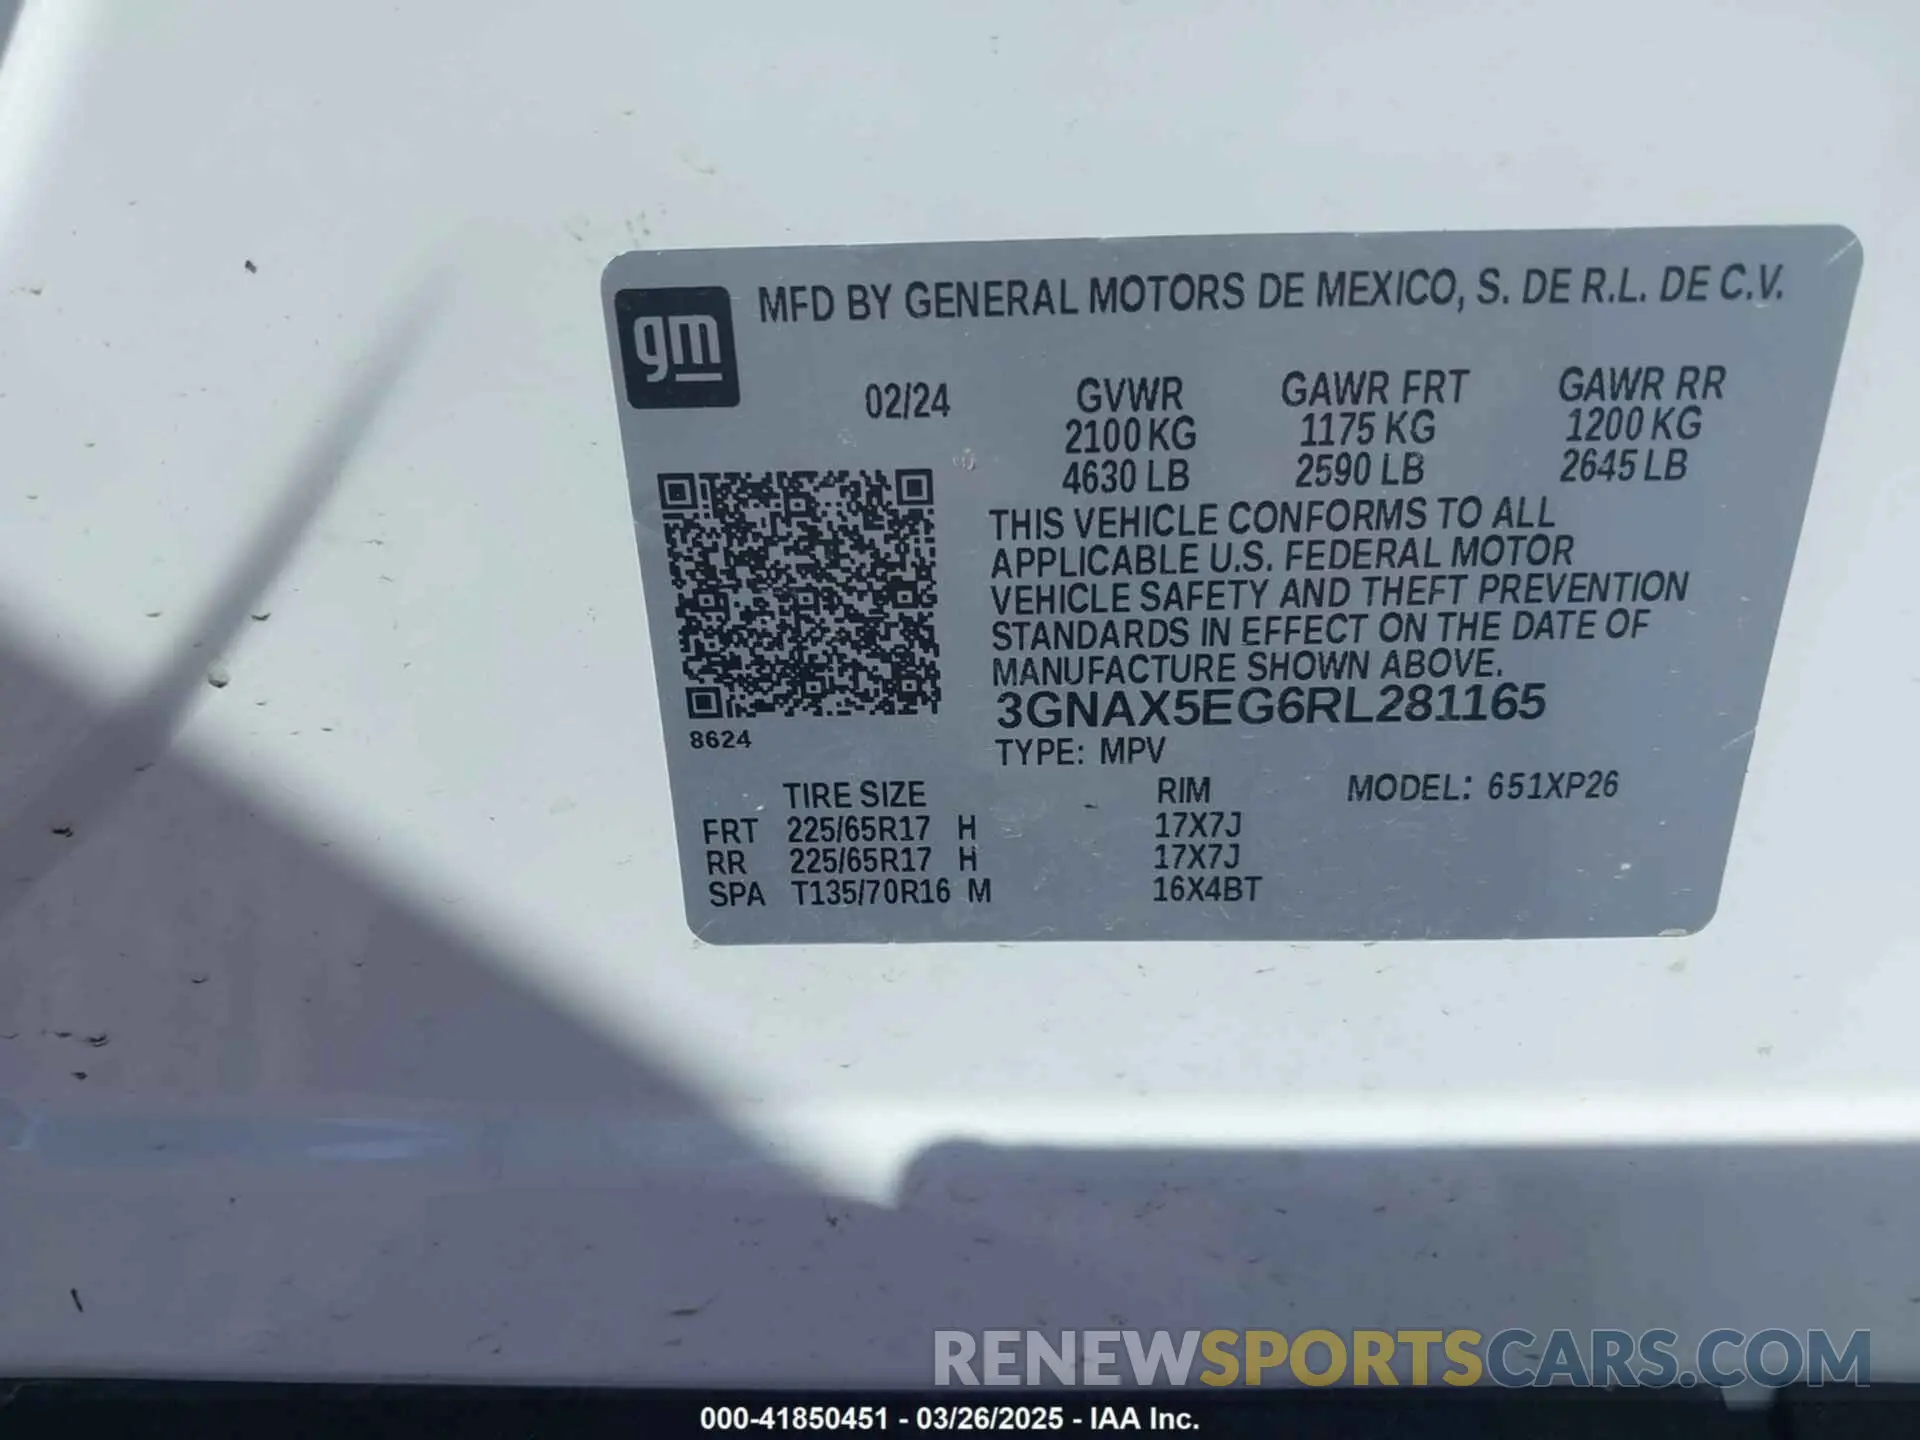 gm
MFD BY GENERAL MOTORS DE MEXICO, S. DE R.L. DE C.V.
02/24 GVWR GAWR FRT GAWR RR
2100 KG 1175 KG 1200 KG
4630 LB 2590 LB 2645 LB
THIS VEHICLE CONFORMS TO ALL
APPLICABLE U.S. FEDERAL MOTOR
VEHICLE SAFETY AND THEFT PREVENTION
STANDARDS IN EFFECT ON THE DATE OF
MANUFACTURE SHOWN ABOVE.
3GNAX5EG6RL281165
8624
TYPE: MPV
TIRE SIZE RIM MODEL: 651XP26
FRT 225/65R17 H 17X7J
RR 225/65R17 H 17X7J
SPA T135/70R16 M 16X4BT
RENEWSPORTSCARS.COM
000-41850451 - 03/26/2025 - IAA Inc.